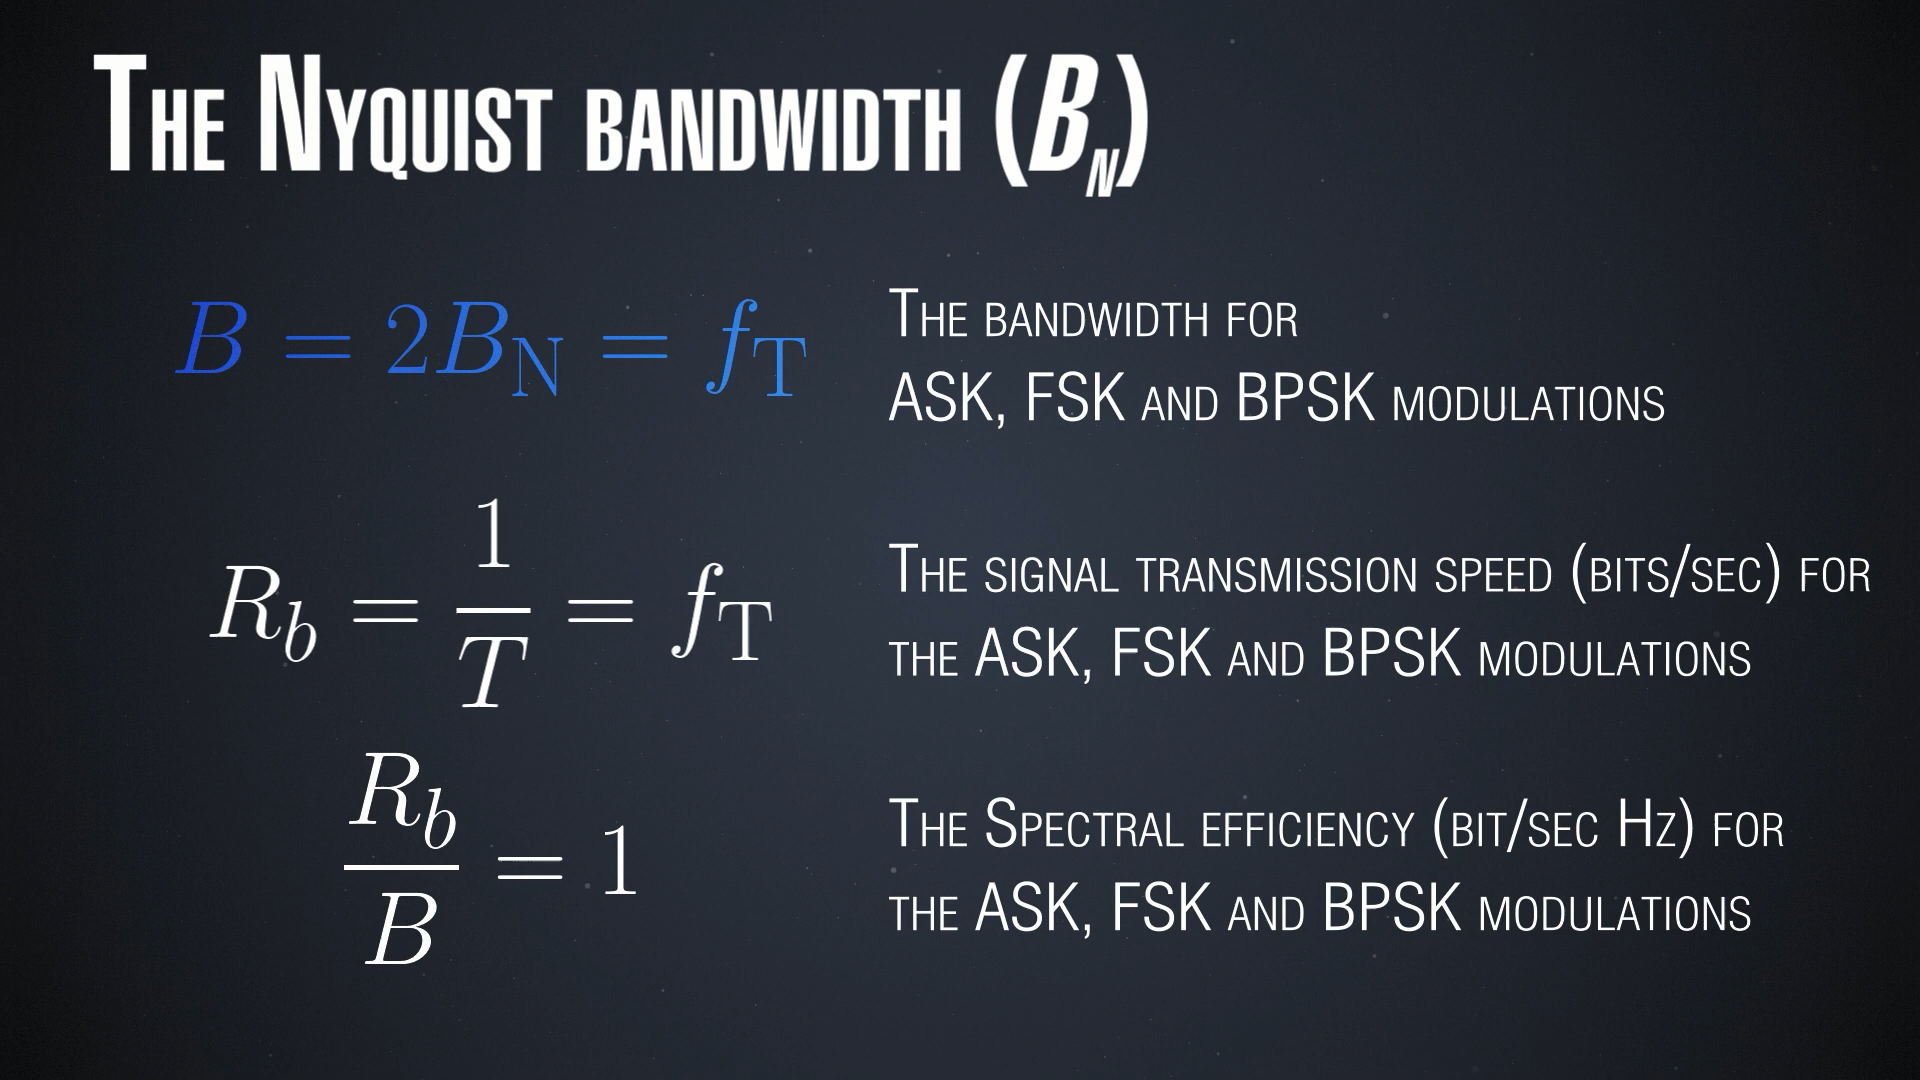 The Nyquist bandwidth (B_N)
B = 2B_N = f_T
The bandwidth for
ASK, FSK and BPSK modulations
R_b = 1/T = f_T
The signal transmission speed (bits/sec) for
the ASK, FSK and BPSK modulations
R_b/B = 1
The Spectral efficiency (bit/sec Hz) for
the ASK, FSK and BPSK modulations